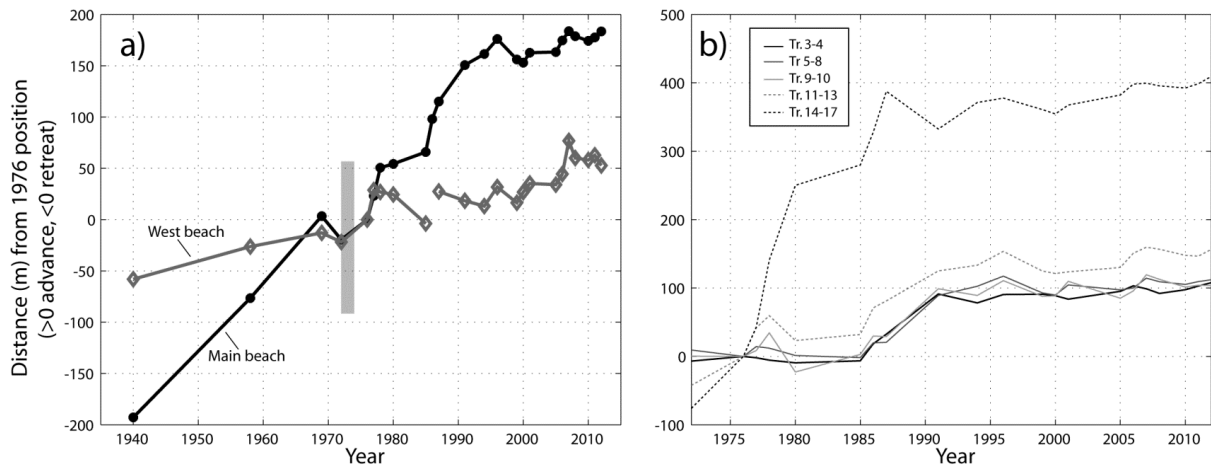 a)
Distance (m) from 1976 position
(>0 advance, <0 retreat)
200
150
100
50
0
-50
-100
-150
-200
West beach
Main beach
1940
1950
1960
1970
1980
1990
2000
2010
Year
b)
Tr. 3-4
Tr 5-8
Tr. 9-10
Tr. 11-13
Tr. 14-17
500
400
300
200
100
0
-100
1975
1980
1985
1990
1995
2000
2005
2010
Year